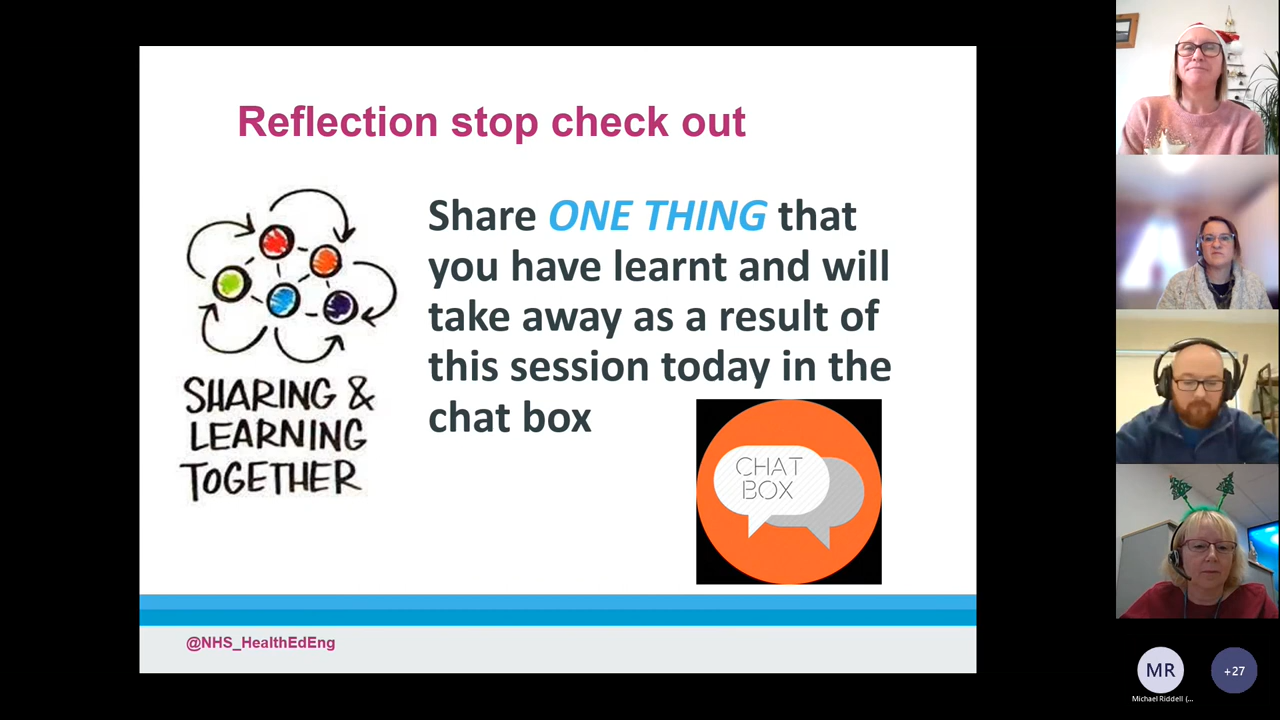 Reflection stop check out
Share ONE THING that
you have learnt and will
take away as a result of
this session today in the
chat box
SHARING &
LEARNING
TOGETHER
CHAT
BOX
@NHS_HealthEdEng
MR
+27
Michael Riddell (...